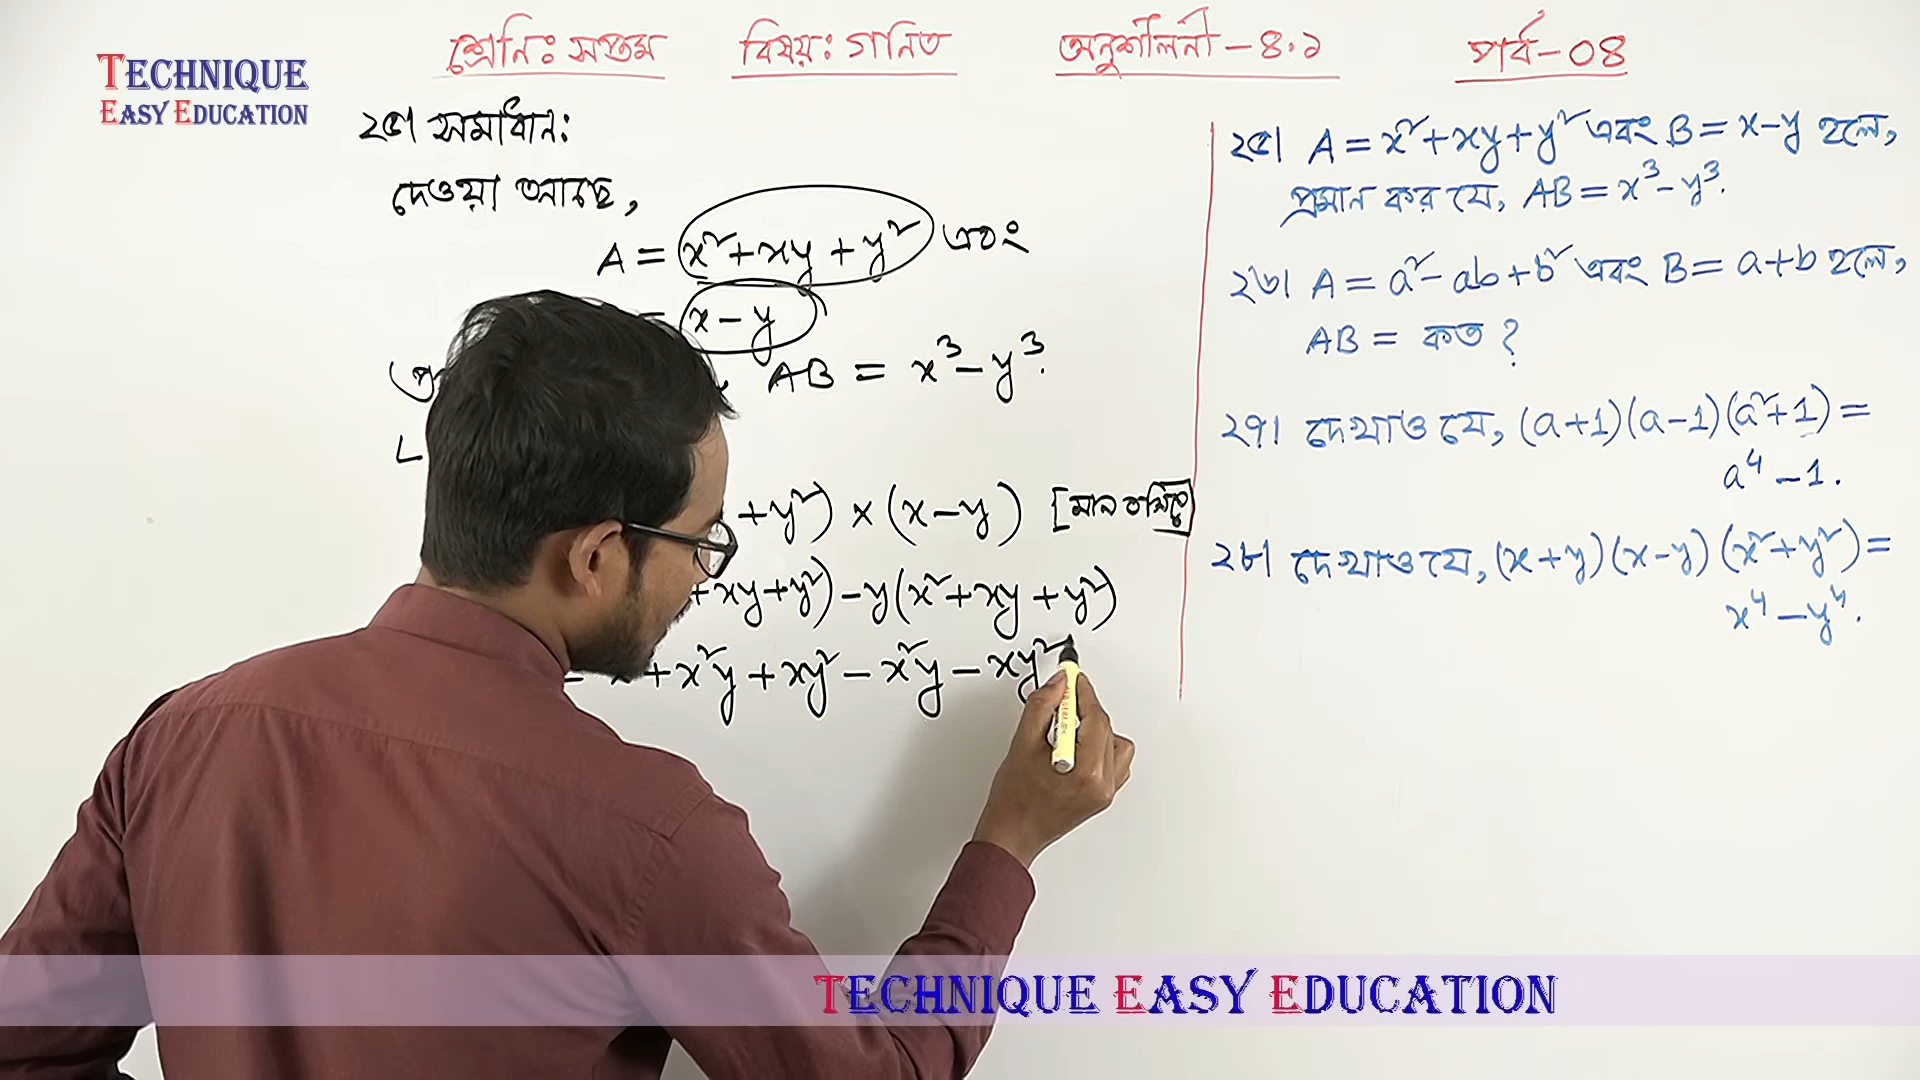 TECHNIQUE
EASY EDUCATION
শ্রেনিঃ সপ্তম বিষয়ঃ গনিত অনুশীলনী-৪.১ পার্ব-০৪
২৫। সমাধান:
দেওয়া আছে,
A = x²+xy+y² এবং
= x-y
AB = x³-y³.
L
+y²) × (x-y) [মান বসিয়ে]
+xy+y²)-y(x²+xy+y²)
+x²y+xy²-x²y-xy²
২৫। A = x²+xy+y² এবং B = x-y হলে,
প্রমান কর যে, AB = x³-y³.
২৬। A = a²-ab+b² এবং B = a+b হলে,
AB = কত ?
২৭। দেখাও যে, (a+1)(a-1)(a²+1) =
a⁴-1.
২৮। দেখাও যে, (x+y)(x-y)(x²+y²) =
x⁴-y⁴.
TECHNIQUE EASY EDUCATION